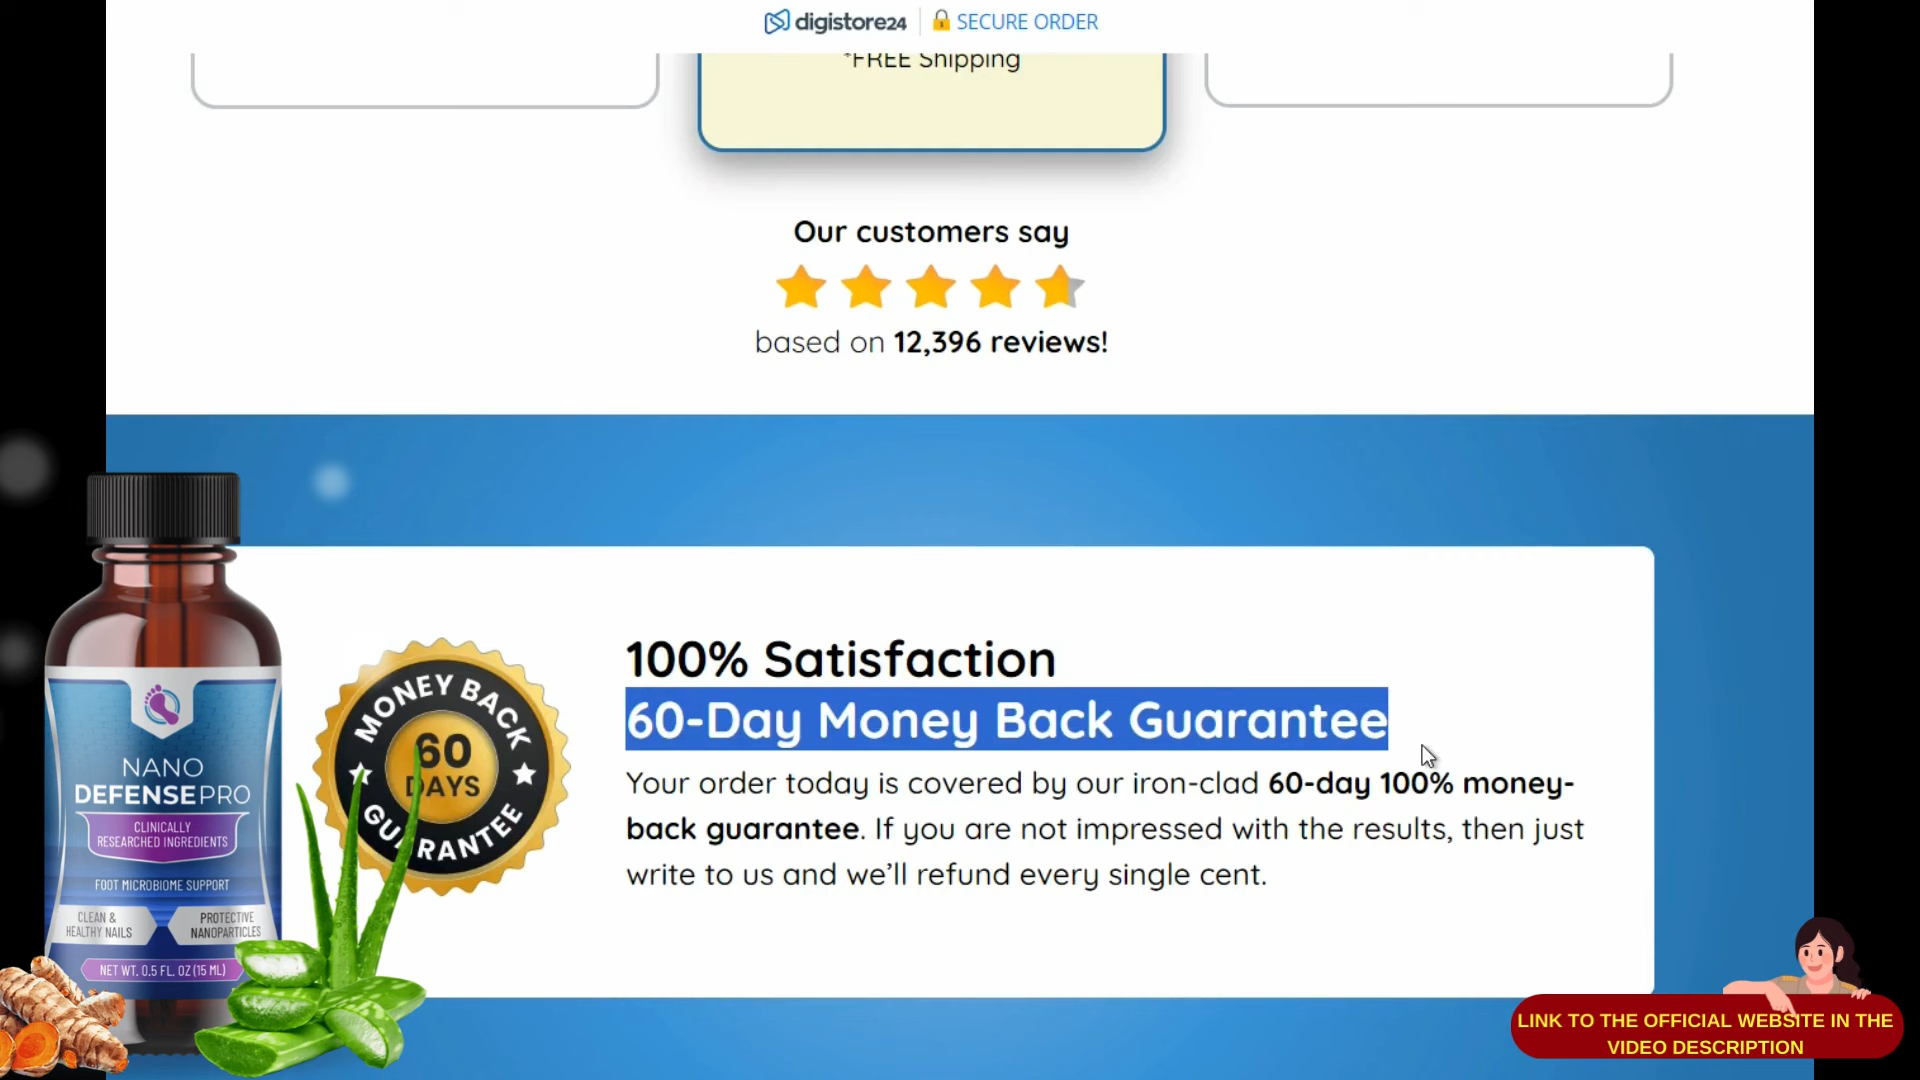 digistore24
SECURE ORDER
*FREE Shipping
Our customers say
based on 12,396 reviews!
100% Satisfaction
60-Day Money Back Guarantee
Your order today is covered by our iron-clad 60-day 100% money-
back guarantee. If you are not impressed with the results, then just
write to us and we'll refund every single cent.
MONEY BACK
60
DAYS
GUARANTEE
NANO
DEFENSEPRO
CLINICALLY
RESEARCHED INGREDIENTS
FOOT MICROBIOME SUPPORT
CLEAN &
HEALTHY NAILS
PROTECTIVE
NANOPARTICLES
NET WT. 0.5 FL. OZ (15 ML)
LINK TO THE OFFICIAL WEBSITE IN THE
VIDEO DESCRIPTION